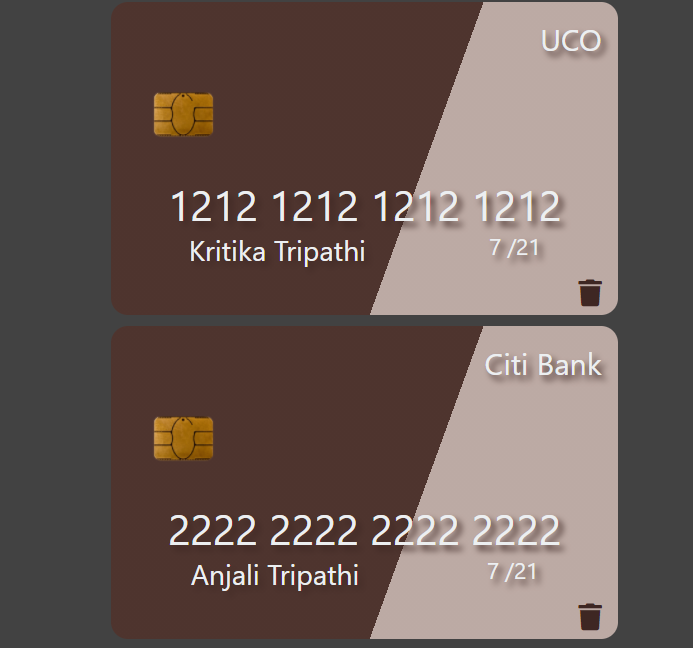 UCO
1212 1212 1212 1212
Kritika Tripathi 7 /21
Citi Bank
2222 2222 2222 2222
Anjali Tripathi 7 /21